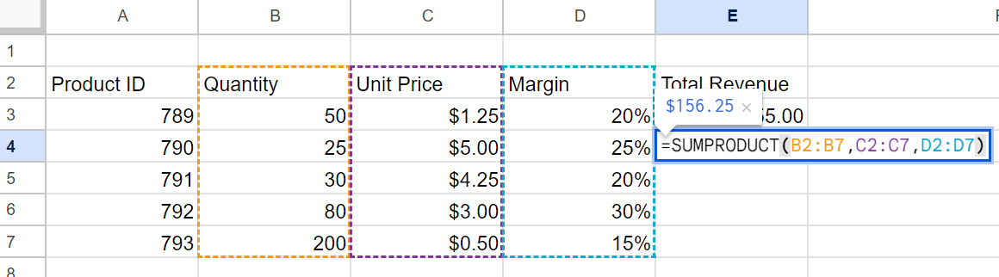 A B C D E
1
2 Product ID Quantity Unit Price Margin Total Revenue
$156.25 ×
3 789 50 $1.25 20% 55.00
4 790 25 $5.00 25% =SUMPRODUCT(B2:B7,C2:C7,D2:D7)
5 791 30 $4.25 20%
6 792 80 $3.00 30%
7 793 200 $0.50 15%
8